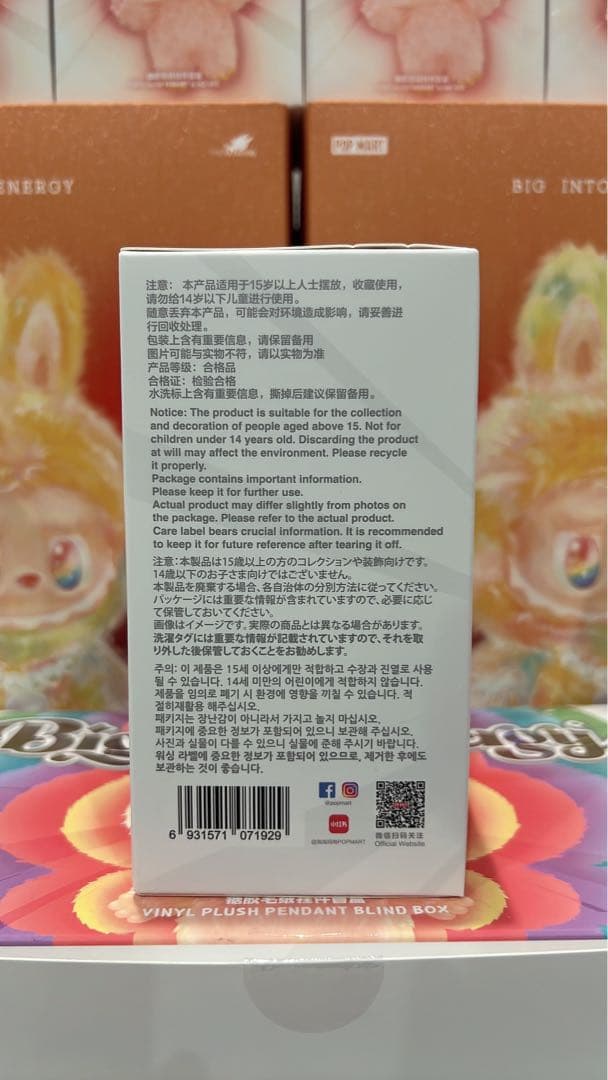 ENERGY
POP MART
BIG INTO
注意： 本产品适用于15岁以上人士摆放，收藏使用，
请勿给14岁以下儿童进行使用。
随意丢弃本产品，可能会对环境造成影响，请妥善进
行回收处理。
包装上含有重要信息，请保留备用
图片可能与实物不符，请以实物为准
产品等级：合格品
合格证：检验合格
水洗标上含有重要信息，撕掉后建议保留备用。
Notice: The product is suitable for the collection
and decoration of people aged above 15. Not for
children under 14 years old. Discarding the product
at will may affect the environment. Please recycle
it properly.
Package contains important information.
Please keep it for further use.
Actual product may differ slightly from photos on
the package. Please refer to the actual product.
Care label bears crucial information. It is recommended
to keep it for future reference after tearing it off.
注意：本製品は15歳以上の方のコレクションや装飾向けです。
14歳以下のお子さま向けではございません。
本製品を廃棄する場合、各自治体の分別方法に従ってください。
パッケージには重要な情報が含まれていますので、必要に応じ
て保管しておいてください。
画像はイメージです。実際の商品とは異なる場合があります。
洗濯タグには重要な情報が記載されていますので、それを取
り外した後保管しておくことをお勧めします。
주의: 이 제품은 15세 이상에게만 적합하고 수장과 진열로 사용
될 수 있습니다. 14세 미만의 어린이에게 적합하지 않습니다.
제품을 임의로 폐기 시 환경에 영향을 끼칠 수 있습니다. 적
절히재활용 해주십시오.
패키지는 장난감이 아니라서 가지고 놀지 마십시오.
패키지에 중요한 정보가 포함되어 있으니 보관해 주십시오.
사진과 실물이 다를 수 있으니 실물에 준해 주시기 바랍니다.
워싱 라벨에 중요한 정보가 포함되어 있으므로, 제거한 후에도
보관하는 것이 좋습니다.
6 931571 071929
@popmart
小红书
@泡泡玛特POPMART
微信扫码关注
Official Website
Big
VINYL PLUSH PENDANT BLIND BOX